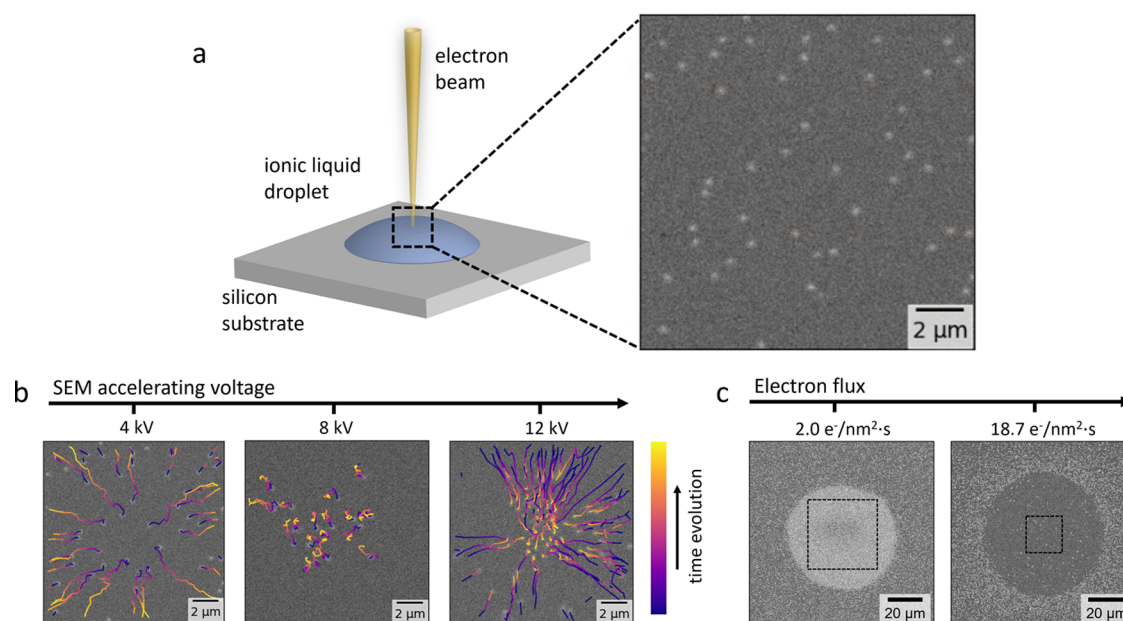 a
electron
beam
ionic liquid
droplet
silicon
substrate
2 μm
b
SEM accelerating voltage
4 kV
8 kV
12 kV
2 μm
2 μm
2 μm
time evolution
c
Electron flux
2.0 e⁻/nm²·s
18.7 e⁻/nm²·s
20 μm
20 μm